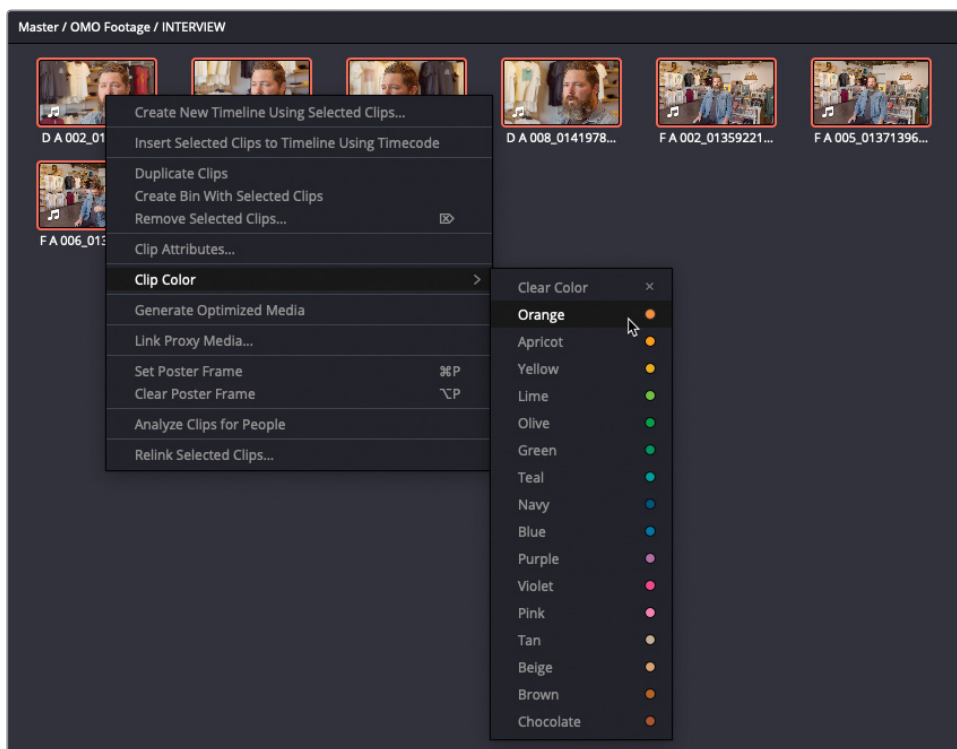 Master / OMO Footage / INTERVIEW
D A 002_01
D A 008_0141978...
F A 002_01359221...
F A 005_01371396...
F A 006_013
Create New Timeline Using Selected Clips...
Insert Selected Clips to Timeline Using Timecode
Duplicate Clips
Create Bin With Selected Clips
Remove Selected Clips...
Clip Attributes...
Clip Color >
Generate Optimized Media
Link Proxy Media...
Set Poster Frame ⌘P
Clear Poster Frame ⌥P
Analyze Clips for People
Relink Selected Clips...
Clear Color ×
Orange
Apricot
Yellow
Lime
Olive
Green
Teal
Navy
Blue
Purple
Violet
Pink
Tan
Beige
Brown
Chocolate